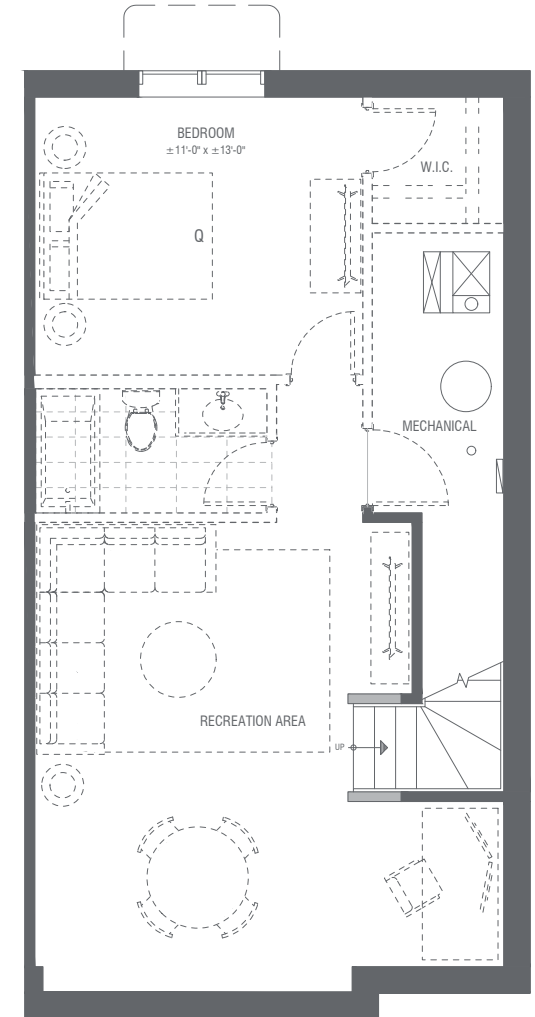 BEDROOM
±11'-0" x ±13'-0"
W.I.C.
Q
MECHANICAL
RECREATION AREA
UP